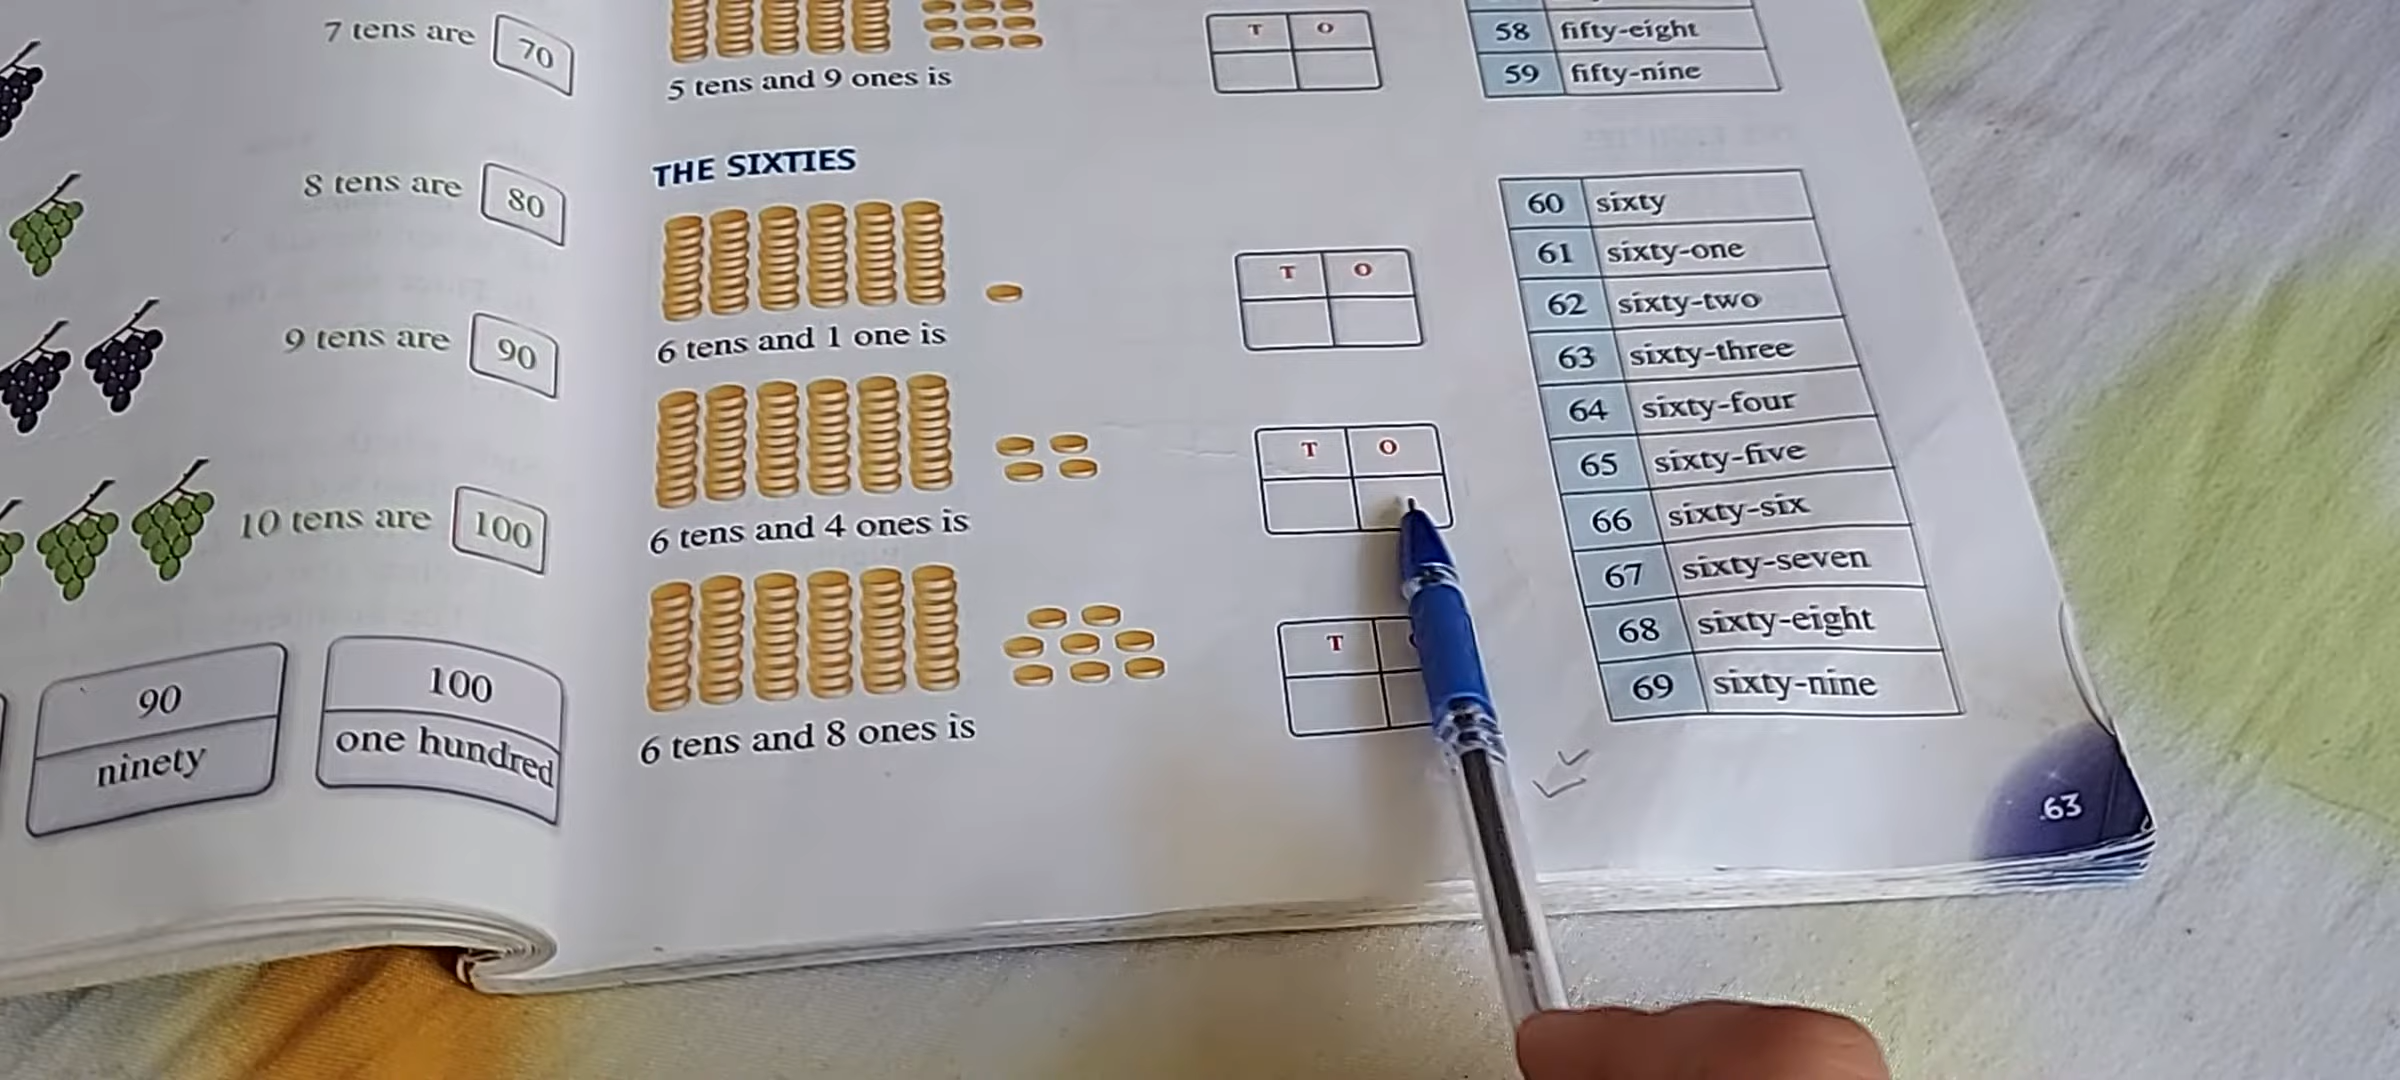 7 tens are 70
8 tens are 80
9 tens are 90
10 tens are 100
90
ninety
100
one hundred
5 tens and 9 ones is
T O
58 fifty-eight
59 fifty-nine
THE SIXTIES
6 tens and 1 one is
T O
6 tens and 4 ones is
T O
6 tens and 8 ones is
T
60 sixty
61 sixty-one
62 sixty-two
63 sixty-three
64 sixty-four
65 sixty-five
66 sixty-six
67 sixty-seven
68 sixty-eight
69 sixty-nine
63